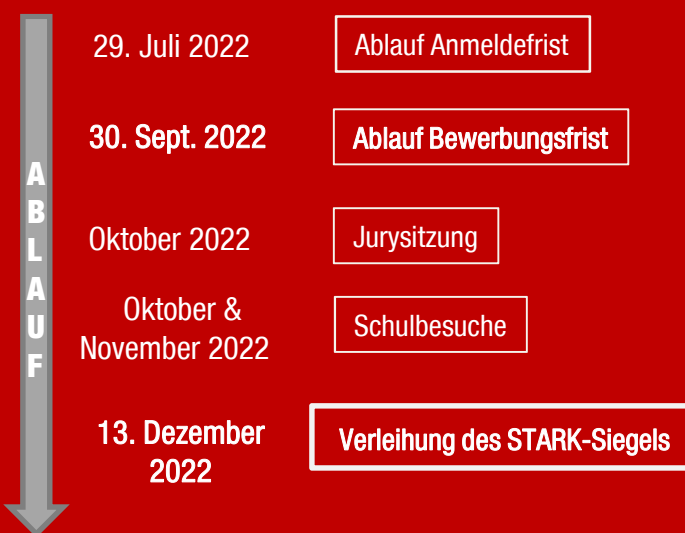 ABLAUF
29. Juli 2022
Ablauf Anmeldefrist
30. Sept. 2022
Ablauf Bewerbungsfrist
Oktober 2022
Jurysitzung
Oktober &
November 2022
Schulbesuche
13. Dezember
2022
Verleihung des STARK-Siegels